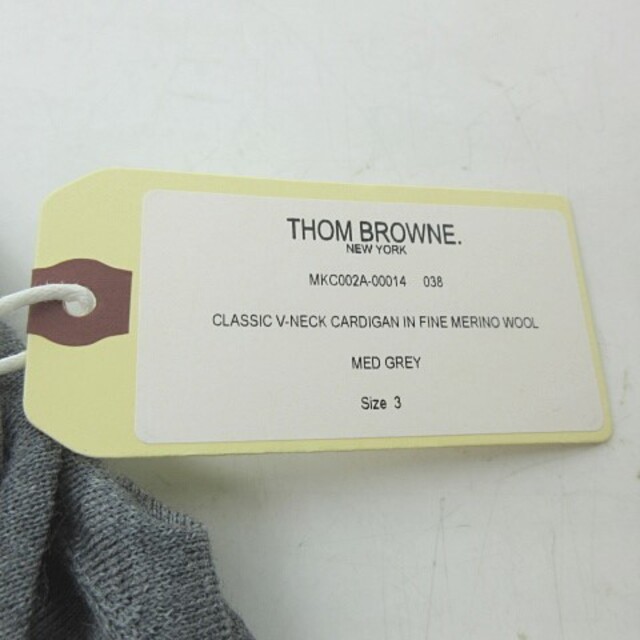 THOM BROWNE.
NEW YORK
MKC002A-00014 038
CLASSIC V-NECK CARDIGAN IN FINE MERINO WOOL
MED GREY
Size 3